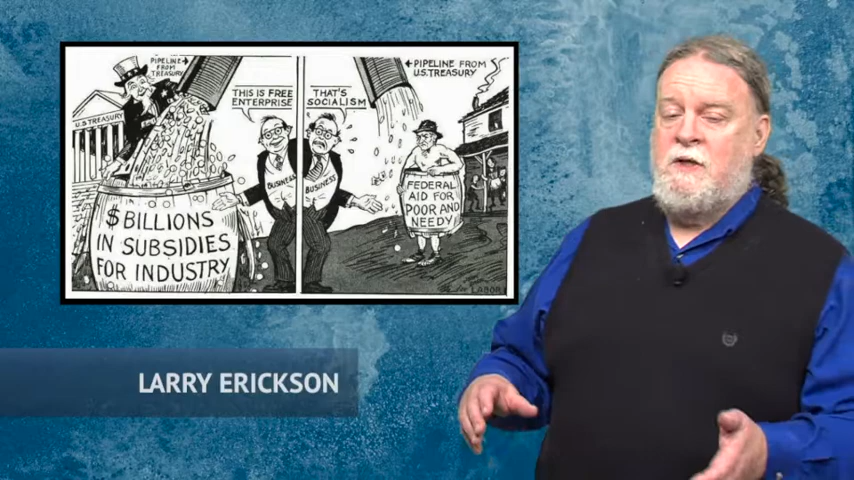 PIPELINE
FROM
TREASURY
U.S. TREASURY
THIS IS FREE
ENTERPRISE
BUSINESS
$ BILLIONS
IN SUBSIDIES
FOR INDUSTRY
THAT'S
SOCIALISM
BUSINESS
PIPELINE FROM
U.S. TREASURY
FEDERAL
AID FOR
POOR AND
NEEDY
LABOR
LARRY ERICKSON